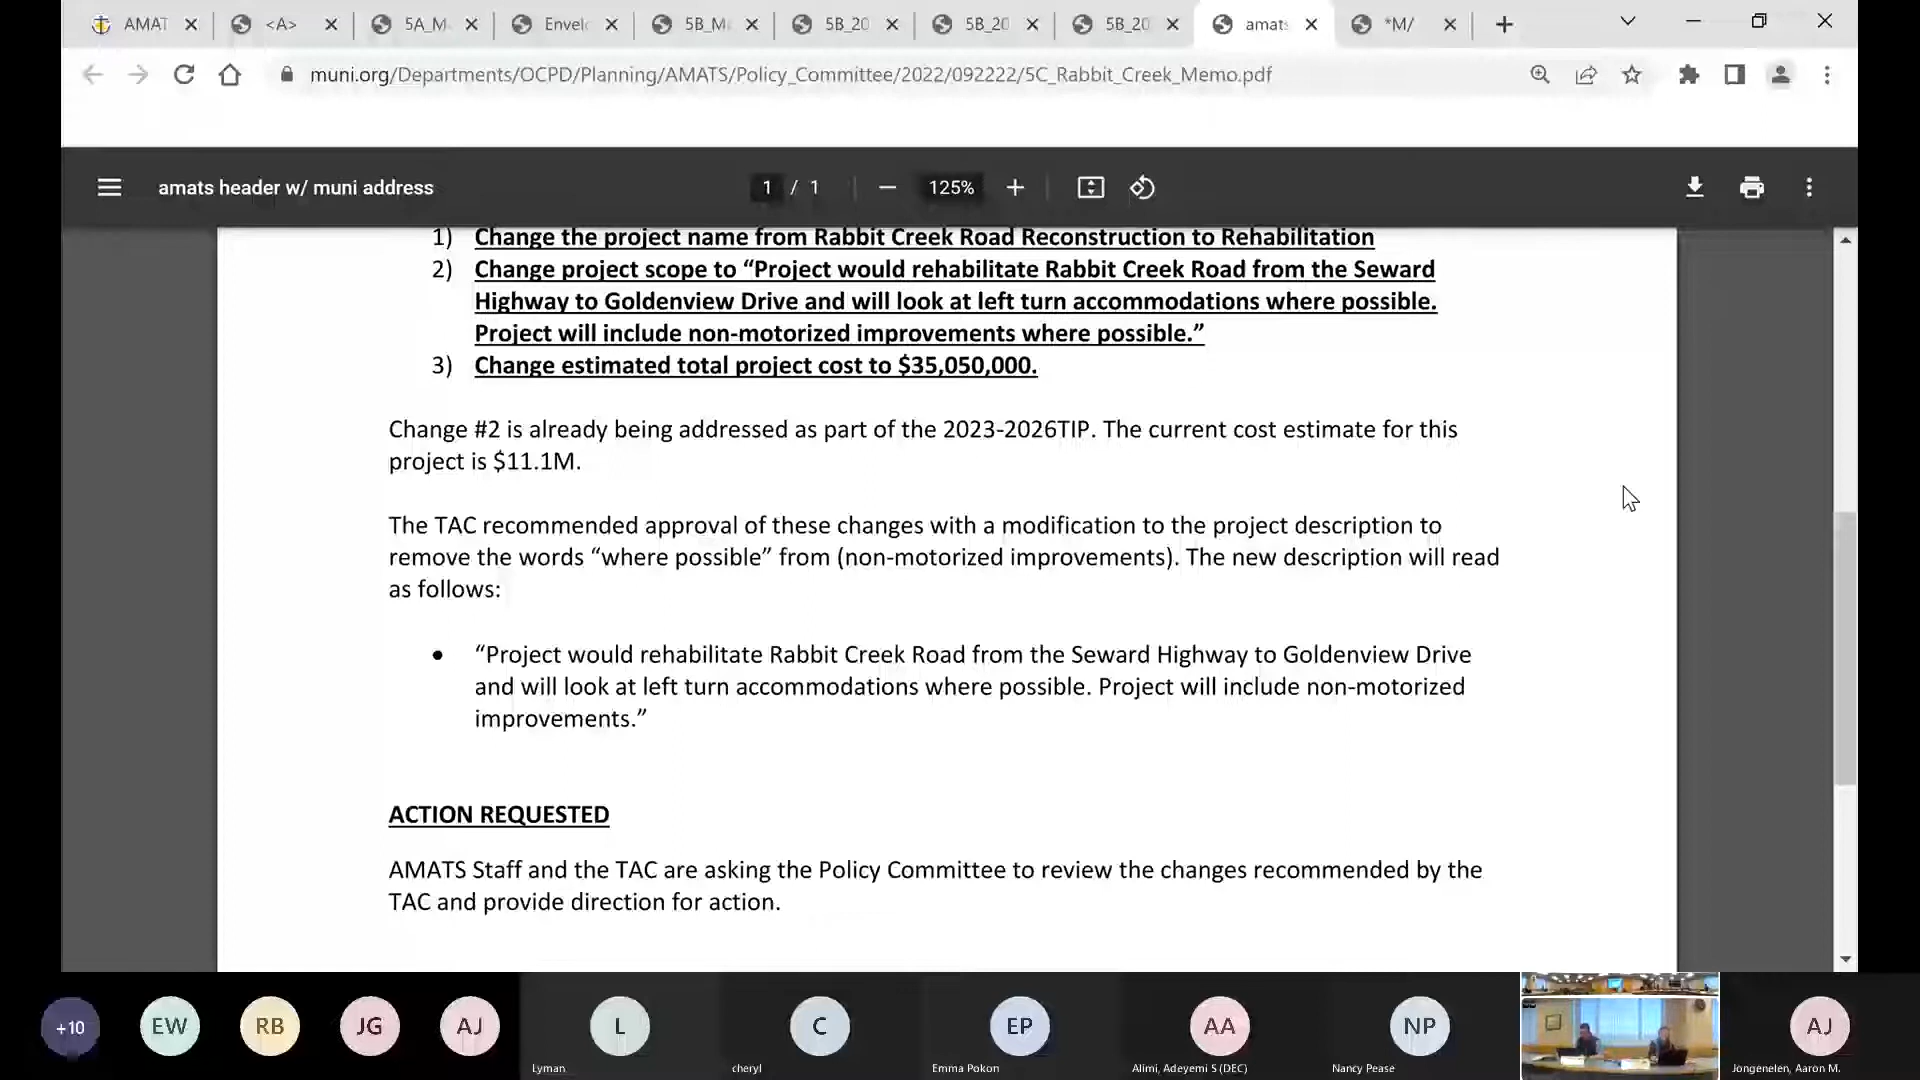 AMAT
<A>
5A_M
Envel
5B_M
5B_20
5B_20
5B_20
amats
*M/
muni.org/Departments/OCPD/Planning/AMATS/Policy_Committee/2022/092222/5C_Rabbit_Creek_Memo.pdf
amats header w/ muni address
1 / 1
125%
1) Change the project name from Rabbit Creek Road Reconstruction to Rehabilitation
2) Change project scope to “Project would rehabilitate Rabbit Creek Road from the Seward
Highway to Goldenview Drive and will look at left turn accommodations where possible.
Project will include non-motorized improvements where possible.”
3) Change estimated total project cost to $35,050,000.
Change #2 is already being addressed as part of the 2023-2026TIP. The current cost estimate for this
project is $11.1M.
The TAC recommended approval of these changes with a modification to the project description to
remove the words “where possible” from (non-motorized improvements). The new description will read
as follows:
• “Project would rehabilitate Rabbit Creek Road from the Seward Highway to Goldenview Drive
and will look at left turn accommodations where possible. Project will include non-motorized
improvements.”
ACTION REQUESTED
AMATS Staff and the TAC are asking the Policy Committee to review the changes recommended by the
TAC and provide direction for action.
+10
EW
RB
JG
AJ
L
C
EP
AA
NP
AJ
Lyman
cheryl
Emma Pokon
Alimi, Adeyemi S (DEC)
Nancy Pease
Jongenelen, Aaron M.